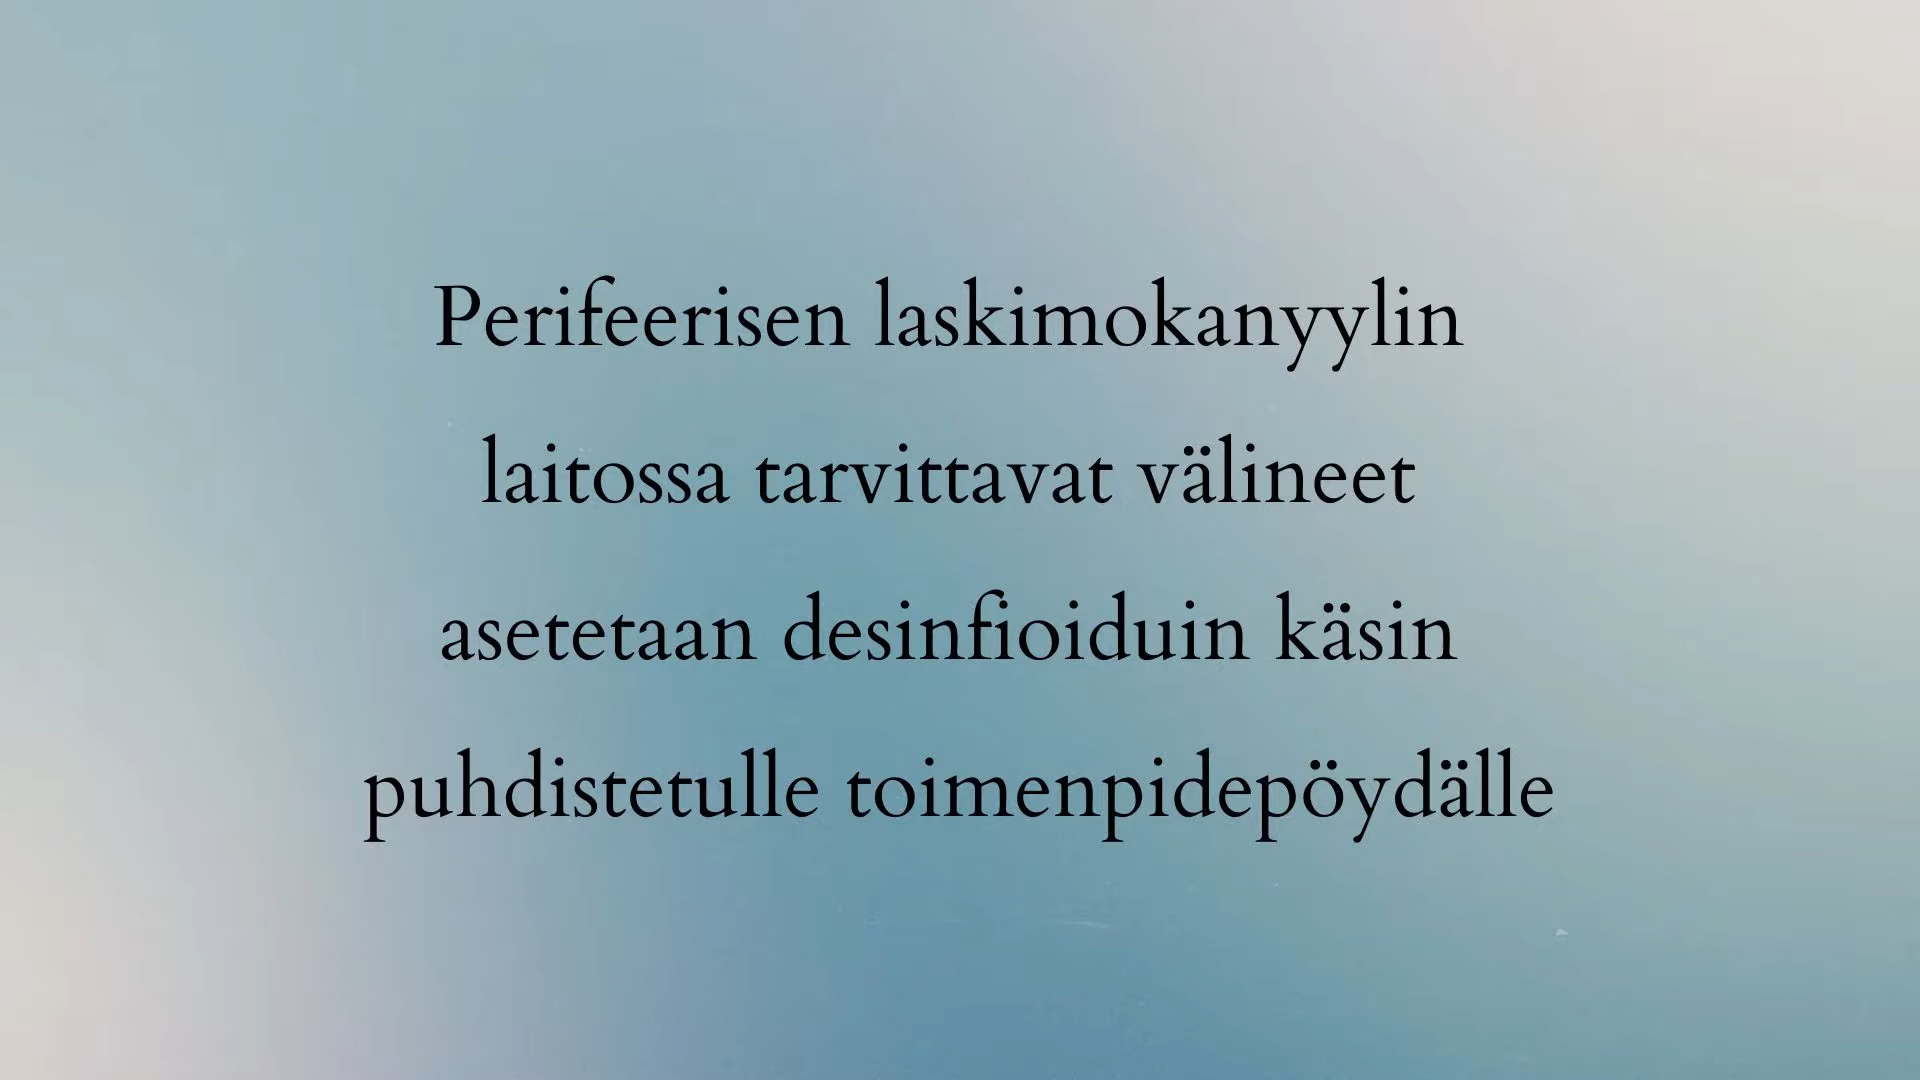 Perifeerisen laskimokanyylin
laitossa tarvittavat välineet
asetetaan desinfioiduin käsin
puhdistetulle toimenpidepöydälle